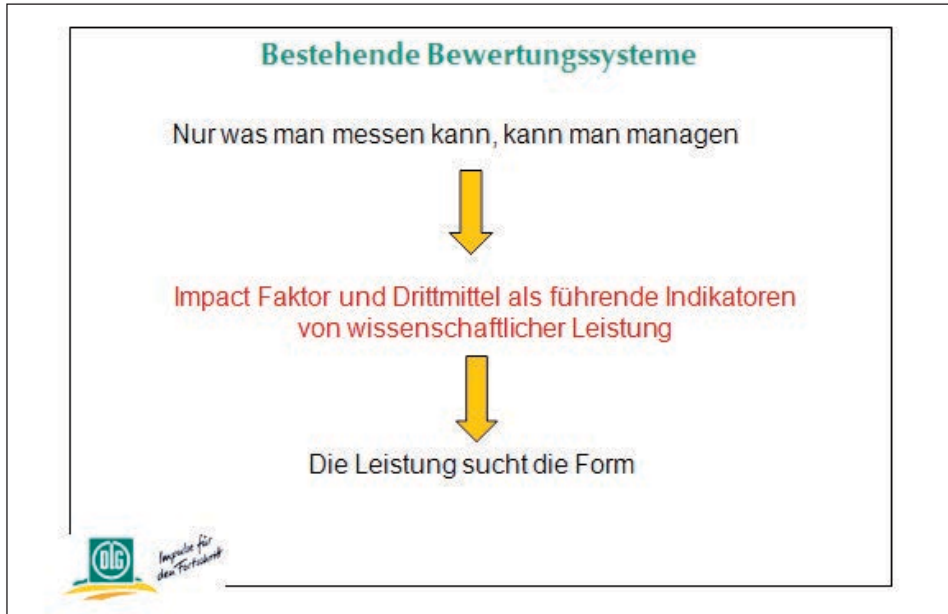 Bestehende Bewertungssysteme
Nur was man messen kann, kann man managen
Impact Faktor und Drittmittel als führende Indikatoren
von wissenschaftlicher Leistung
Die Leistung sucht die Form
DLG
Impulse für
den Fortschritt